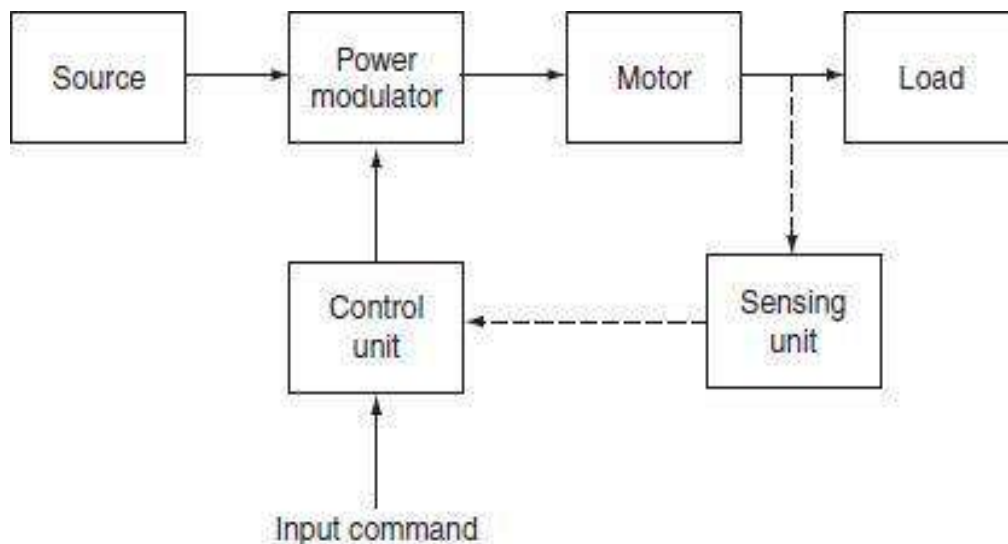 Source
Power
modulator
Motor
Load
Control
unit
Sensing
unit
Input command